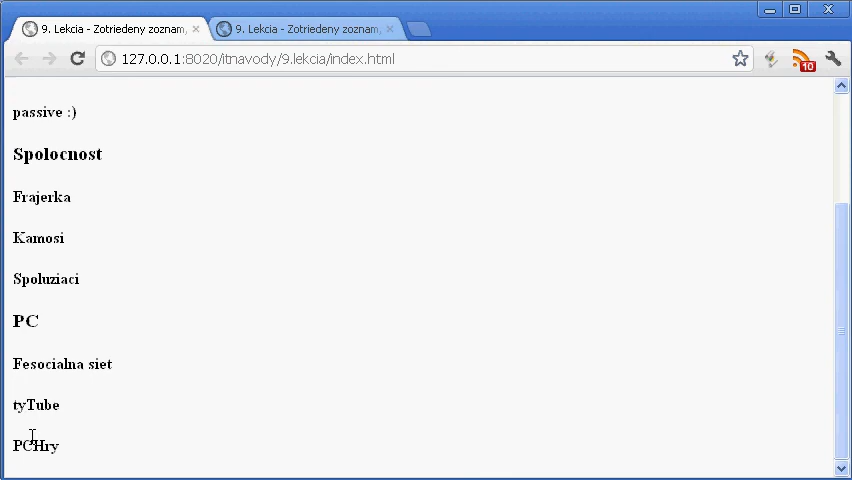 9. Lekcia - Zotriedeny zoznam,
9. Lekcia - Zotriedeny zoznam,
127.0.0.1:8020/itnavody/9.lekcia/index.html
10
passive :)
Spolocnost
Frajerka
Kamosi
Spoluziaci
PC
Fesocialna siet
tyTube
PCHry